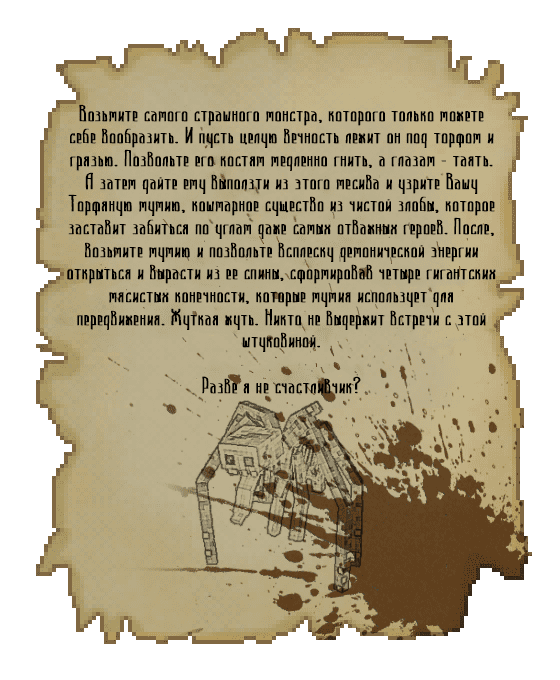 Возьмите самого страшного монстра, которого только можете
себе вообразить. И пусть целую вечность лежит он под торфом и
грязью. Позвольте его костям медленно гнить, а глазам - таять.
А затем дайте ему выползти из этого месива и узрите Вашу
Торфяную мумию, кошмарное существо из чистой злобы, которое
заставит забиться по углам даже самых отважных героев. После,
возьмите мумию и позвольте всплеску демонической энергии
открыться и вырасти из ее спины, сформировав четыре гигантских
мясистых конечности, которые мумия использует для
передвижения. Жуткая жуть. Никто не выдержит встречи с этой
штуковиной.
Разве я не счастливчик?